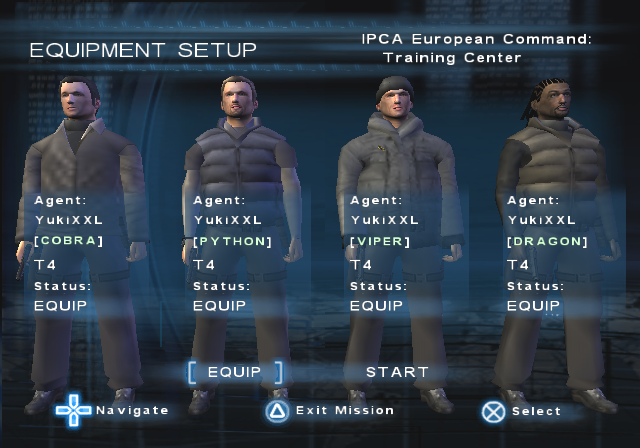 EQUIPMENT SETUP
IPCA European Command:
Training Center
Agent:
YukiXXL
[COBRA]
T4
Status:
EQUIP
Agent:
YukiXXL
[PYTHON]
T4
Status:
EQUIP
Agent:
YukiXXL
[VIPER]
T4
Status:
EQUIP
Agent:
YukiXXL
[DRAGON]
T4
Status:
EQUIP
[ EQUIP ]
START
Navigate
Exit Mission
Select